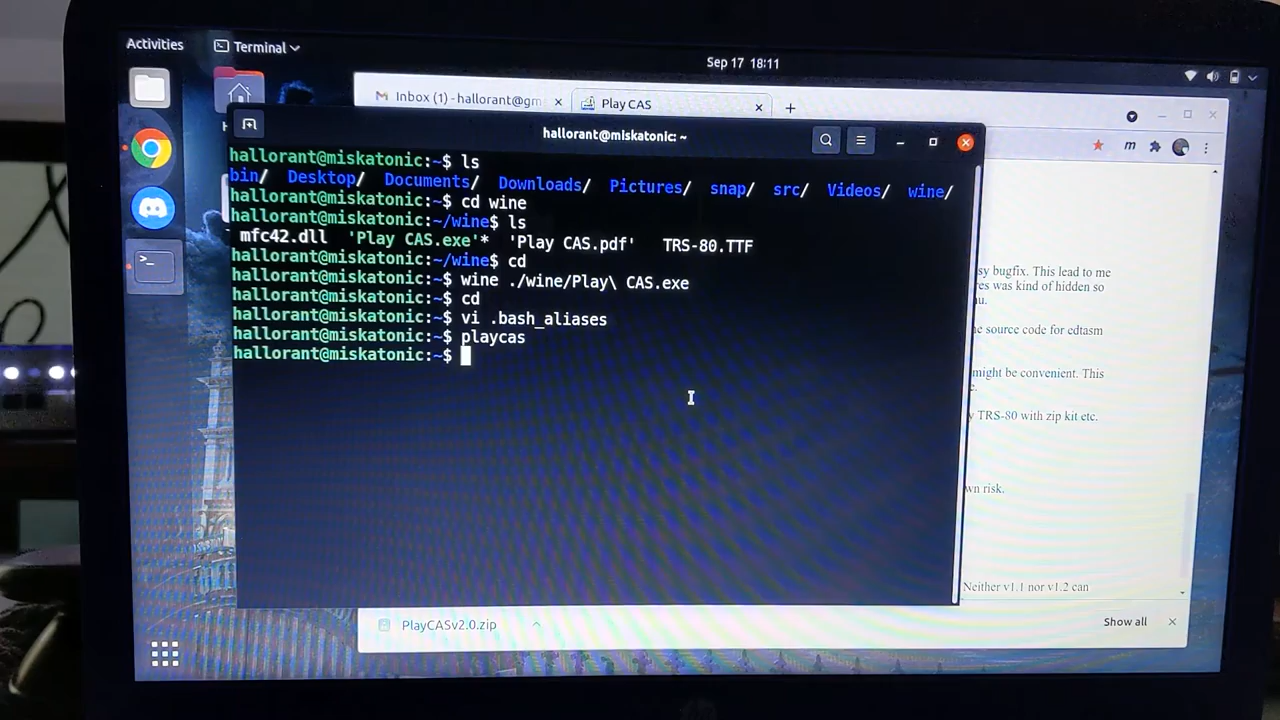 Activities
Terminal
Sep 17 18:11
Inbox (1) - hallorant@gm
Play CAS
hallorant@miskatonic: ~
hallorant@miskatonic:~$ ls
bin/ Desktop/ Documents/ Downloads/ Pictures/ snap/ src/ Videos/ wine/
hallorant@miskatonic:~$ cd wine
hallorant@miskatonic:~/wine$ ls
mfc42.dll 'Play CAS.exe'* 'Play CAS.pdf' TRS-80.TTF
hallorant@miskatonic:~/wine$ cd
hallorant@miskatonic:~$ wine ./wine/Play\ CAS.exe
hallorant@miskatonic:~$ cd
hallorant@miskatonic:~$ vi .bash_aliases
hallorant@miskatonic:~$ playcas
hallorant@miskatonic:~$
m
sy bugfix. This lead to me
res was kind of hidden so
nu.
e source code for cdtasm
might be convenient. This
TRS-80 with zip kit etc.
wn risk.
Neither v1.1 nor v1.2 can
PlayCASv2.0.zip
Show all